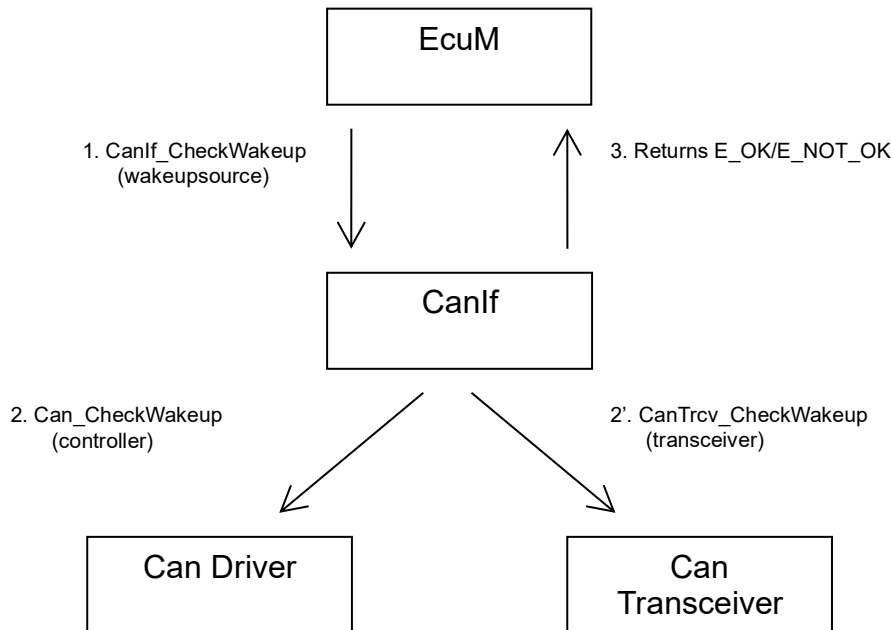 EcuM
1. CanIf_CheckWakeup
(wakeupsource)
3. Returns E_OK/E_NOT_OK
CanIf
2. Can_CheckWakeup
(controller)
2’. CanTrcv_CheckWakeup
(transceiver)
Can Driver
Can
Transceiver